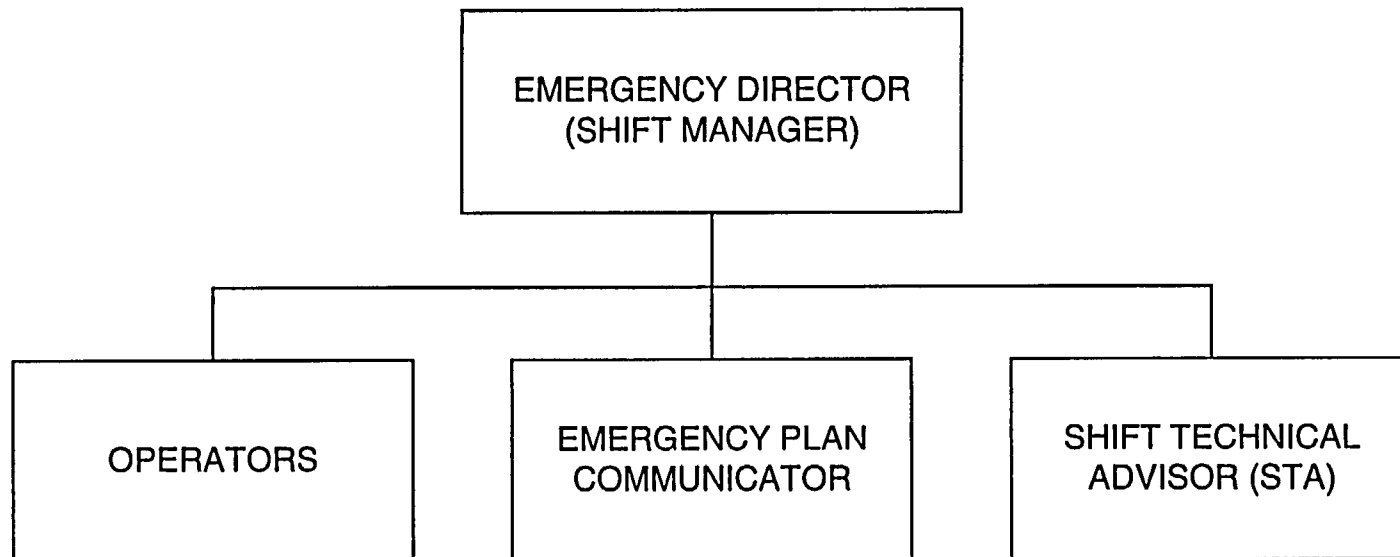 EMERGENCY DIRECTOR
(SHIFT MANAGER)
OPERATORS
EMERGENCY PLAN
COMMUNICATOR
SHIFT TECHNICAL
ADVISOR (STA)